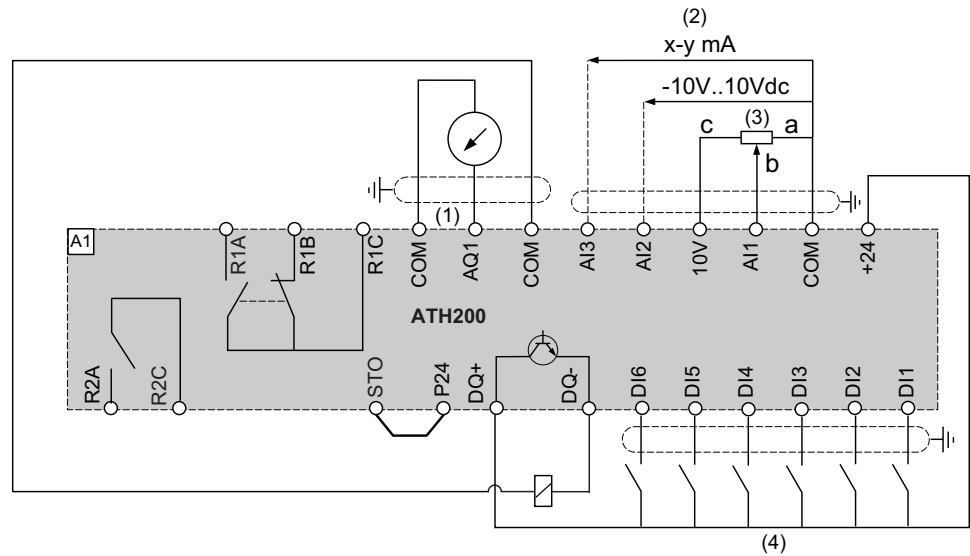 (2)
x-y mA
-10V..10Vdc
c (3) a
b
(1)
A1
R1A R1B R1C COM AQ1 COM AI3 AI2 10V AI1 COM +24
ATH200
R2A R2C STO P24 DQ+ DQ- DI6 DI5 DI4 DI3 DI2 DI1
(4)